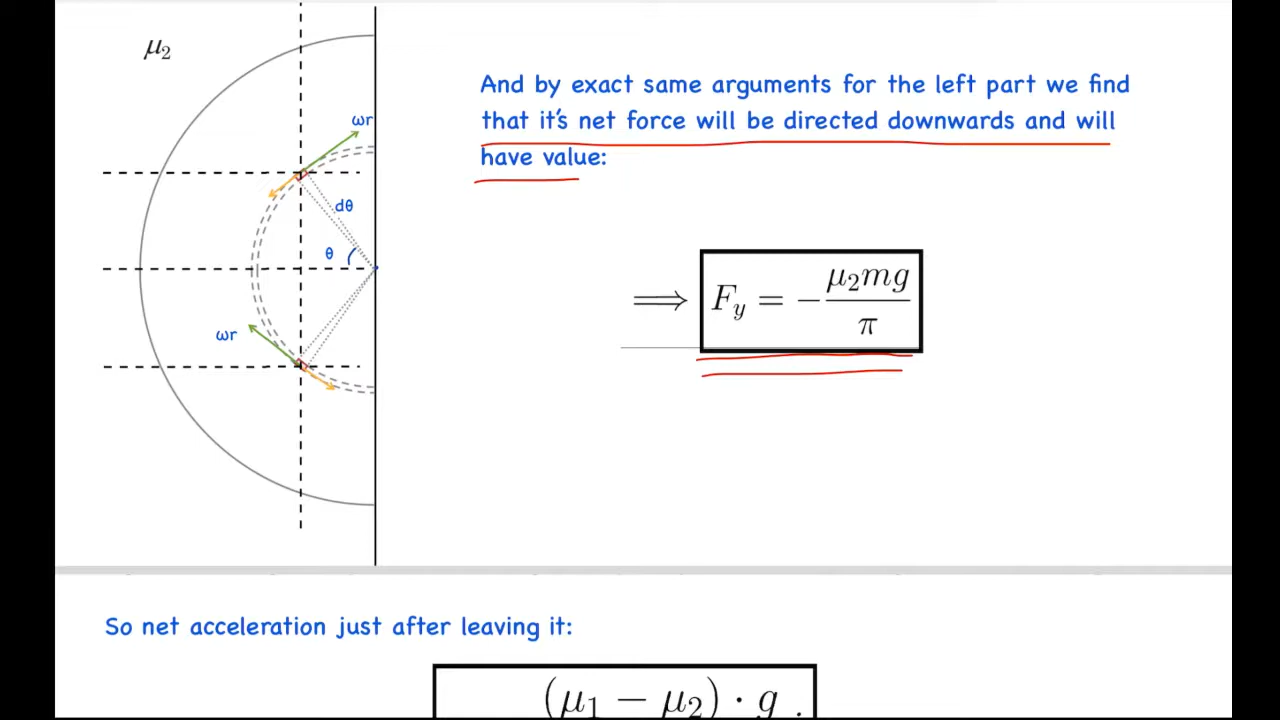 μ₂
And by exact same arguments for the left part we find
that it's net force will be directed downwards and will
have value:
ωr
dθ
θ
ωr
⟹ F_y = −μ₂mg/π
So net acceleration just after leaving it:
(μ₁ − μ₂) · g